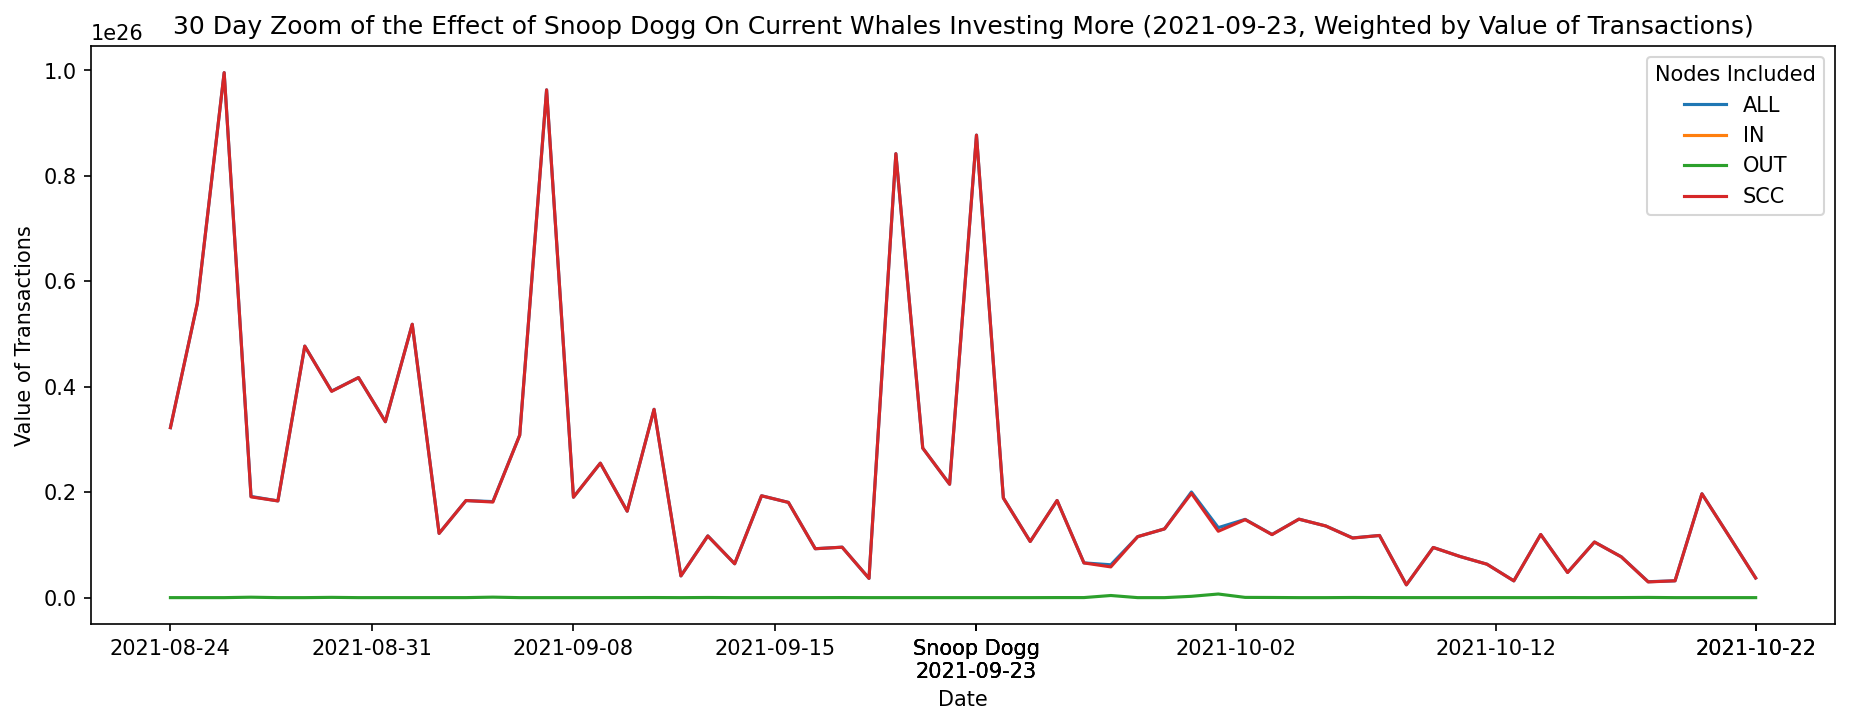 30 Day Zoom of the Effect of Snoop Dogg On Current Whales Investing More (2021-09-23, Weighted by Value of Transactions)
1e26
1.0
0.8
0.6
0.4
0.2
0.0
Value of Transactions
Nodes Included
ALL
IN
OUT
SCC
2021-08-24 2021-08-31 2021-09-08 2021-09-15 Snoop Dogg 2021-10-02 2021-10-12 2021-10-22
2021-09-23
Date